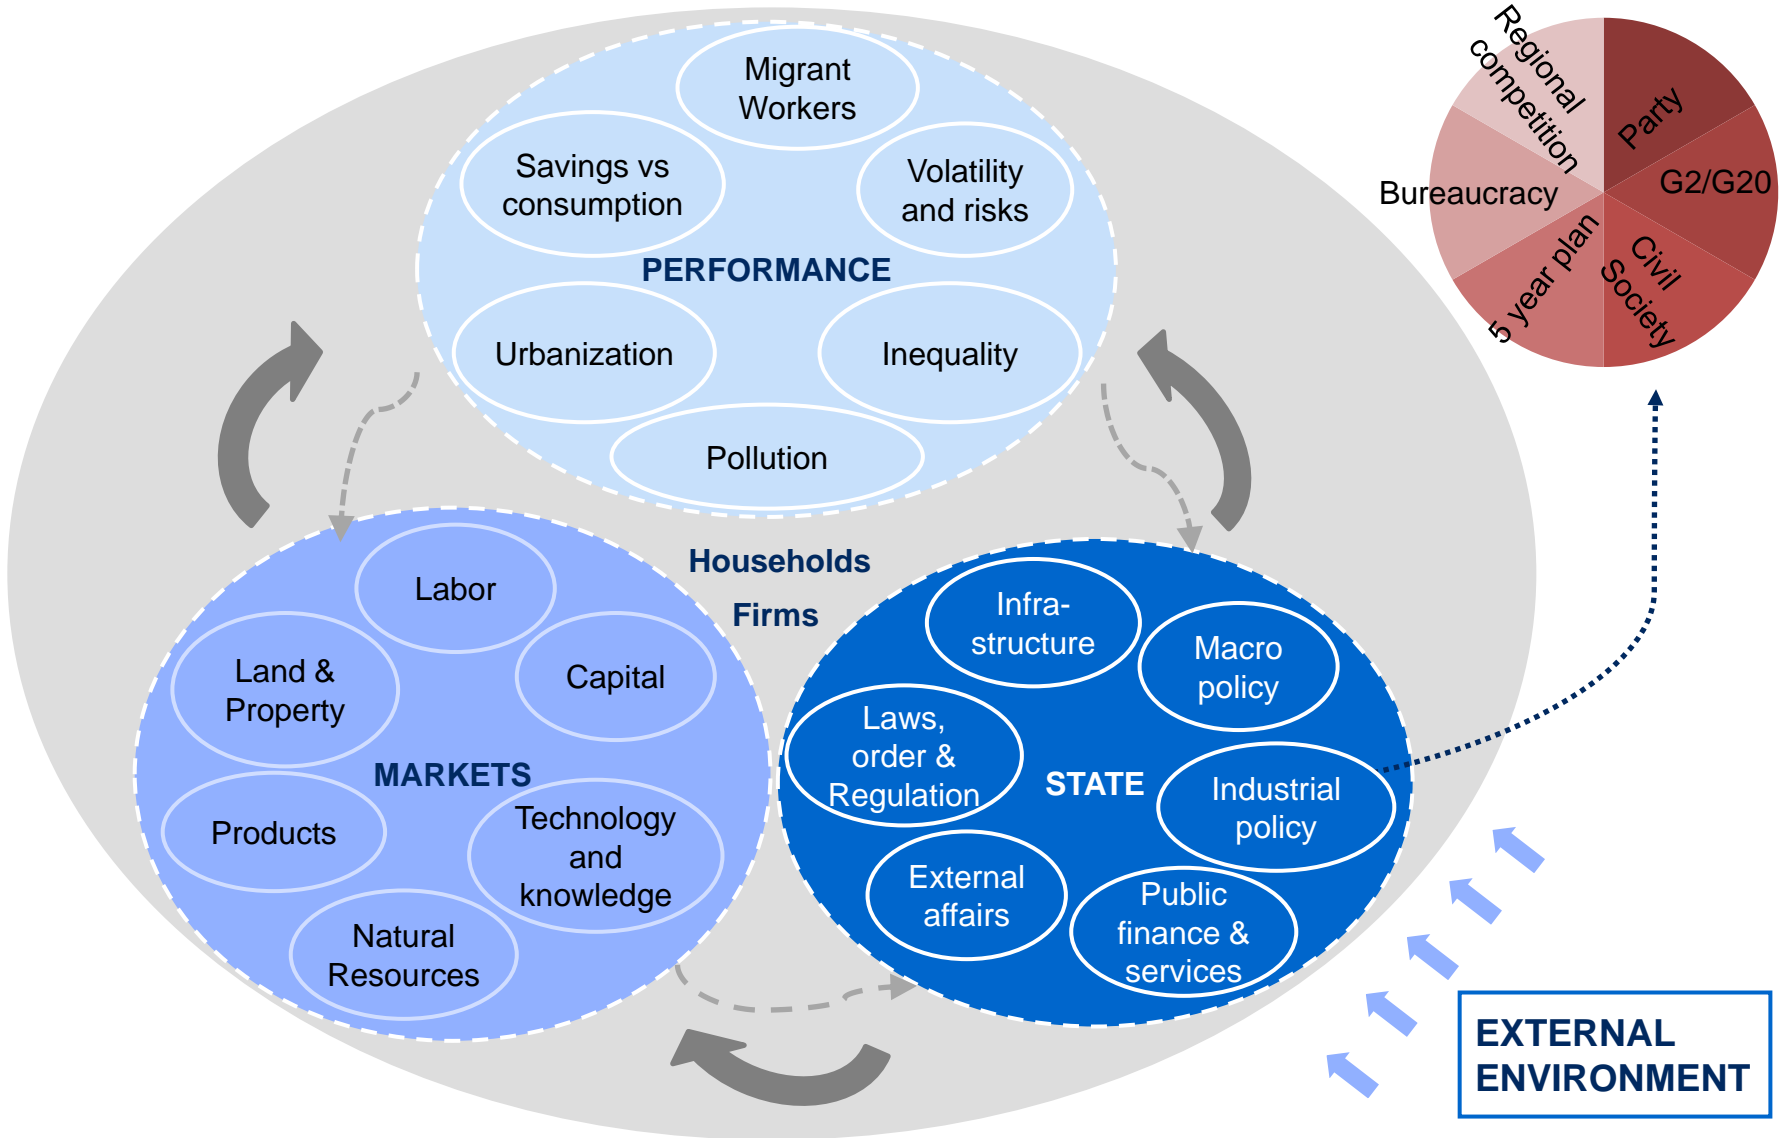 Migrant
Workers
Savings vs
consumption
Volatility
and risks
PERFORMANCE
Urbanization
Inequality
Pollution
Regional
competition
Party
G2/G20
Civil
Society
5 year plan
Bureaucracy
Households
Firms
Labor
Land &
Property
Capital
MARKETS
Products
Technology
and
knowledge
Natural
Resources
Infra-
structure
Macro
policy
Laws,
order &
Regulation
STATE
Industrial
policy
External
affairs
Public
finance &
services
EXTERNAL
ENVIRONMENT